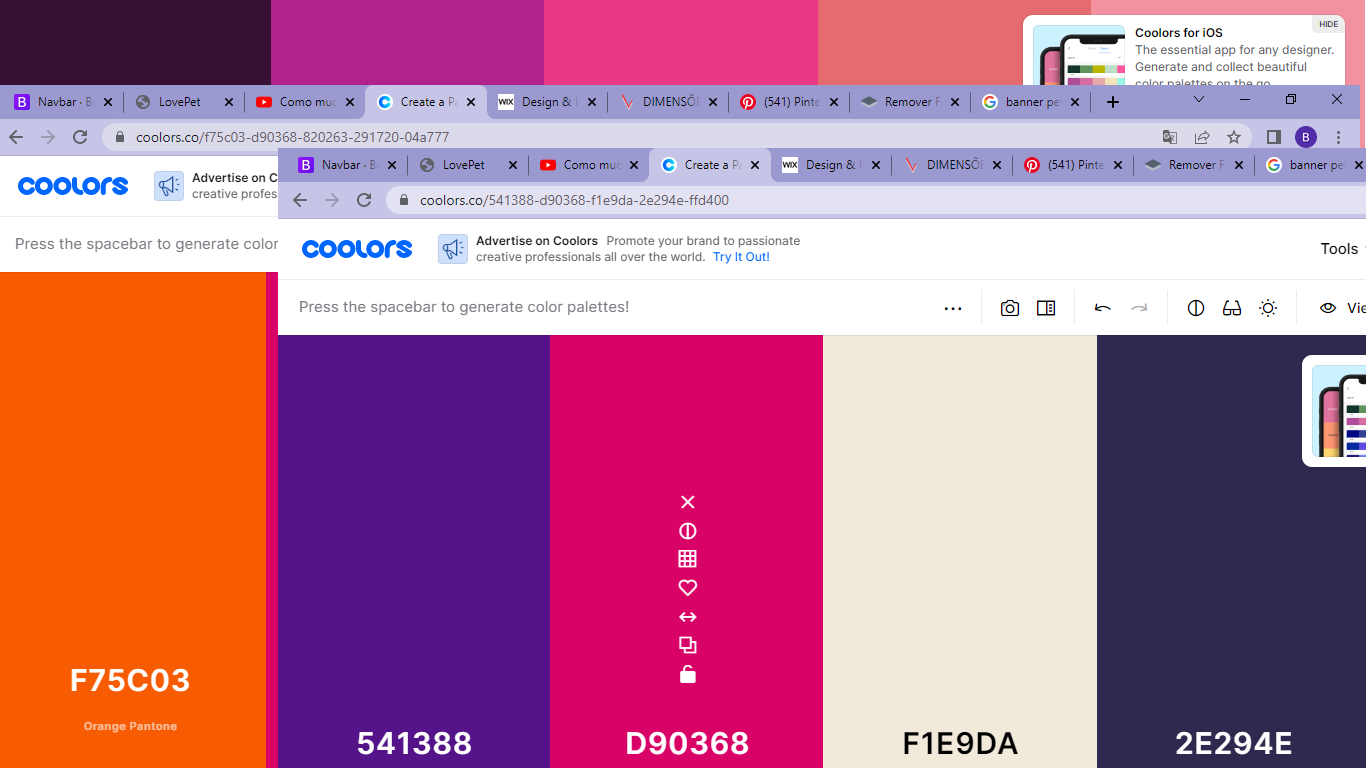 HIDE
Coolors for iOS
The essential app for any designer.
Generate and collect beautiful
color palettes on the go.
Navbar · B
LovePet
Como muc
Create a Pa
WIX Design &
DIMENSÕE
(541) Pinte
Remover F
banner pe
coolors.co/f75c03-d90368-820263-291720-04a777
B
coolors
Advertise on C
creative profes
Press the spacebar to generate color
F75C03
Orange Pantone
Navbar · B
LovePet
Como muc
Create a Pa
WIX Design &
DIMENSÕE
(541) Pinte
Remover F
banner pe
coolors.co/541388-d90368-f1e9da-2e294e-ffd400
coolors
Advertise on Coolors Promote your brand to passionate
creative professionals all over the world. Try It Out!
Tools
Press the spacebar to generate color palettes!
Vie
541388
D90368
F1E9DA
2E294E